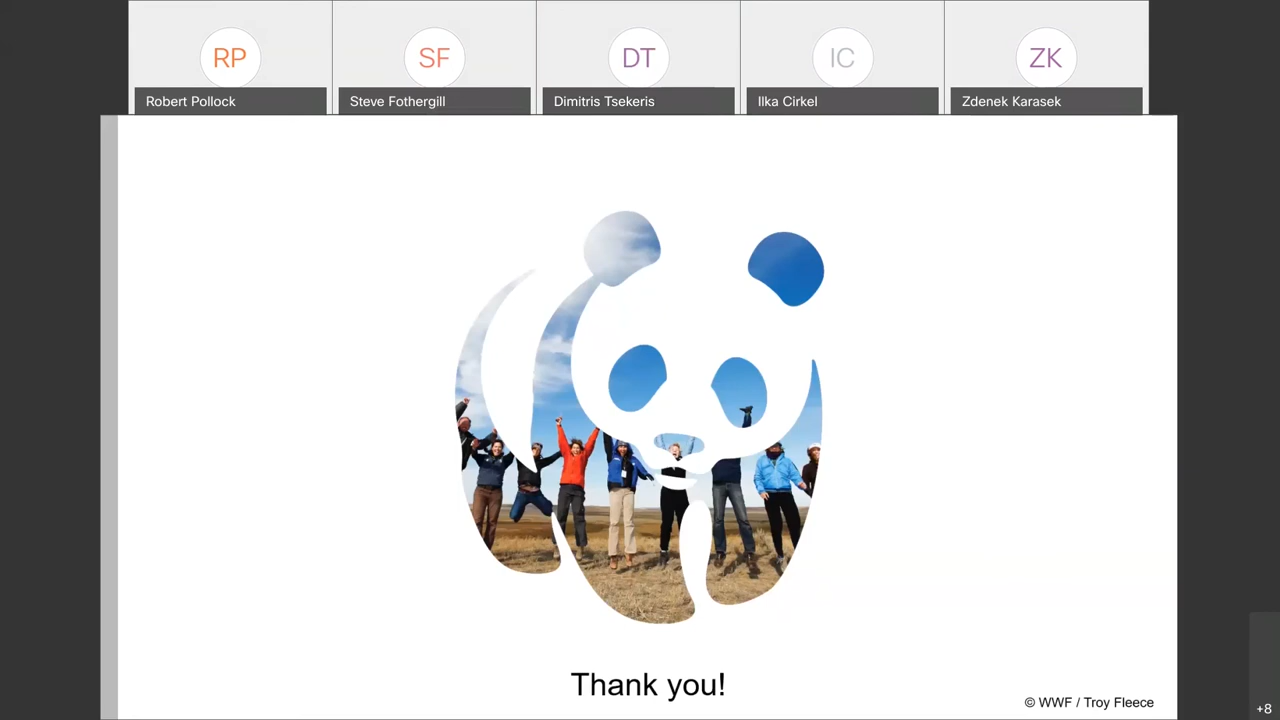 RP
SF
DT
IC
ZK
Robert Pollock
Steve Fothergill
Dimitris Tsekeris
Ilka Cirkel
Zdenek Karasek
Thank you!
© WWF / Troy Fleece
+8